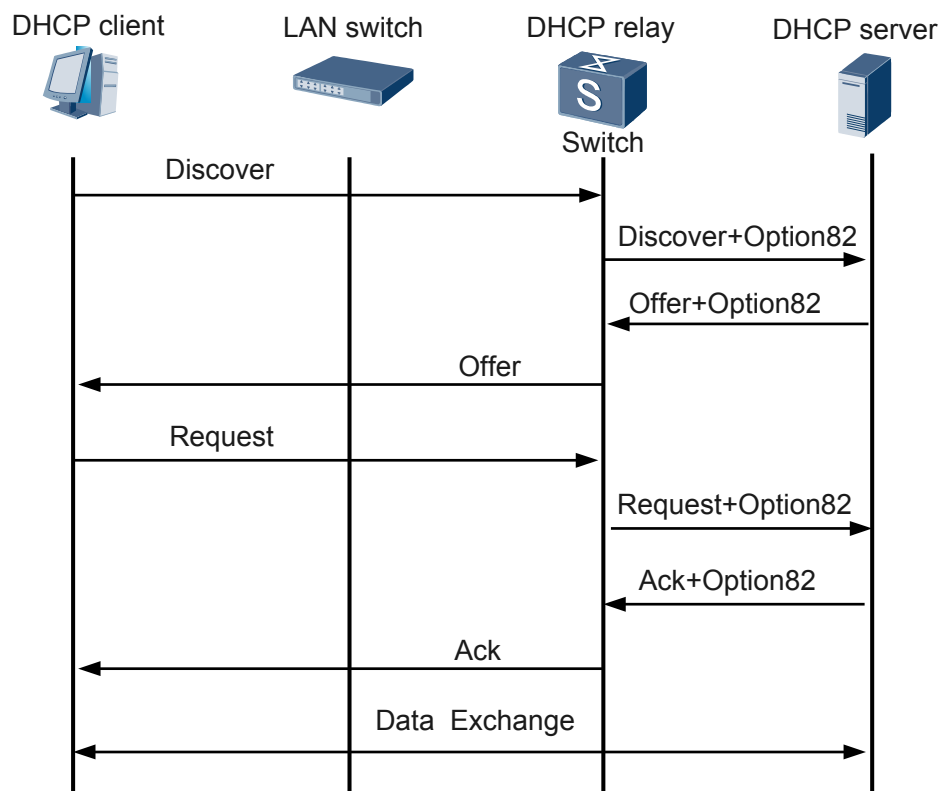 DHCP client
LAN switch
DHCP relay
DHCP server
S
Switch
Discover
Discover+Option82
Offer+Option82
Offer
Request
Request+Option82
Ack+Option82
Ack
Data Exchange